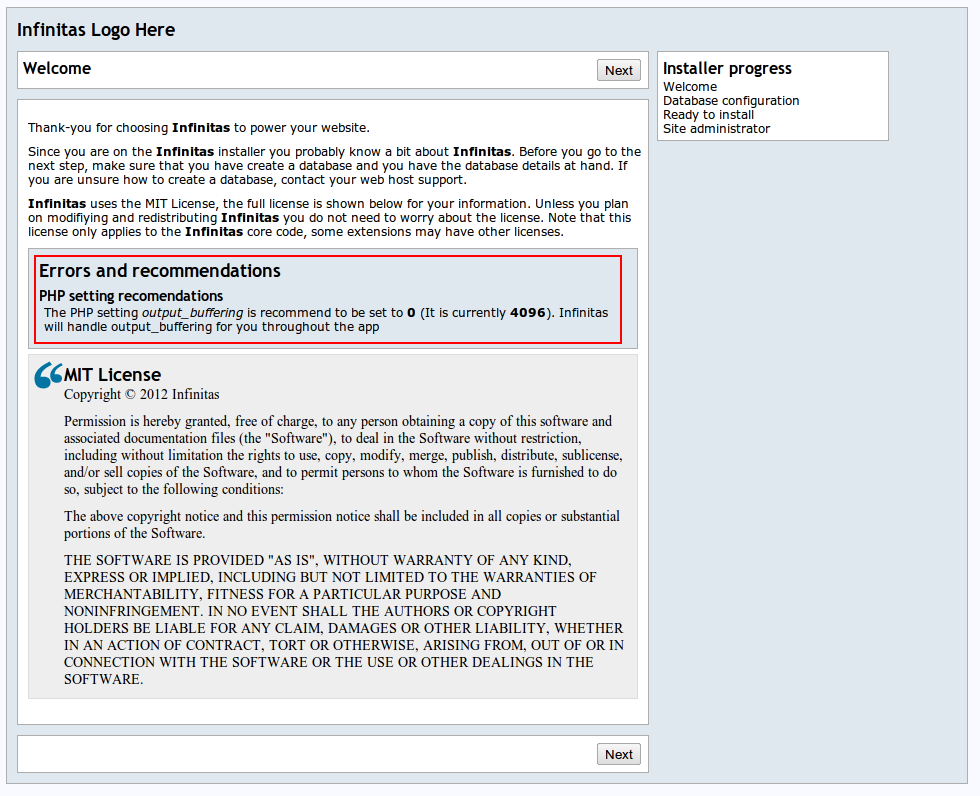 Infinitas Logo Here
Welcome
Next
Installer progress
Welcome
Database configuration
Ready to install
Site administrator
Thank-you for choosing Infinitas to power your website.
Since you are on the Infinitas installer you probably know a bit about Infinitas. Before you go to the
next step, make sure that you have create a database and you have the database details at hand. If
you are unsure how to create a database, contact your web host support.
Infinitas uses the MIT License, the full license is shown below for your information. Unless you plan
on modifiying and redistributing Infinitas you do not need to worry about the license. Note that this
license only applies to the Infinitas core code, some extensions may have other licenses.
Errors and recommendations
PHP setting recomendations
The PHP setting output_buffering is recommend to be set to 0 (It is currently 4096). Infinitas
will handle output_buffering for you throughout the app
MIT License
Copyright © 2012 Infinitas
Permission is hereby granted, free of charge, to any person obtaining a copy of this software and
associated documentation files (the "Software"), to deal in the Software without restriction,
including without limitation the rights to use, copy, modify, merge, publish, distribute, sublicense,
and/or sell copies of the Software, and to permit persons to whom the Software is furnished to do
so, subject to the following conditions:
The above copyright notice and this permission notice shall be included in all copies or substantial
portions of the Software.
THE SOFTWARE IS PROVIDED "AS IS", WITHOUT WARRANTY OF ANY KIND,
EXPRESS OR IMPLIED, INCLUDING BUT NOT LIMITED TO THE WARRANTIES OF
MERCHANTABILITY, FITNESS FOR A PARTICULAR PURPOSE AND
NONINFRINGEMENT. IN NO EVENT SHALL THE AUTHORS OR COPYRIGHT
HOLDERS BE LIABLE FOR ANY CLAIM, DAMAGES OR OTHER LIABILITY, WHETHER
IN AN ACTION OF CONTRACT, TORT OR OTHERWISE, ARISING FROM, OUT OF OR IN
CONNECTION WITH THE SOFTWARE OR THE USE OR OTHER DEALINGS IN THE
SOFTWARE.
Next